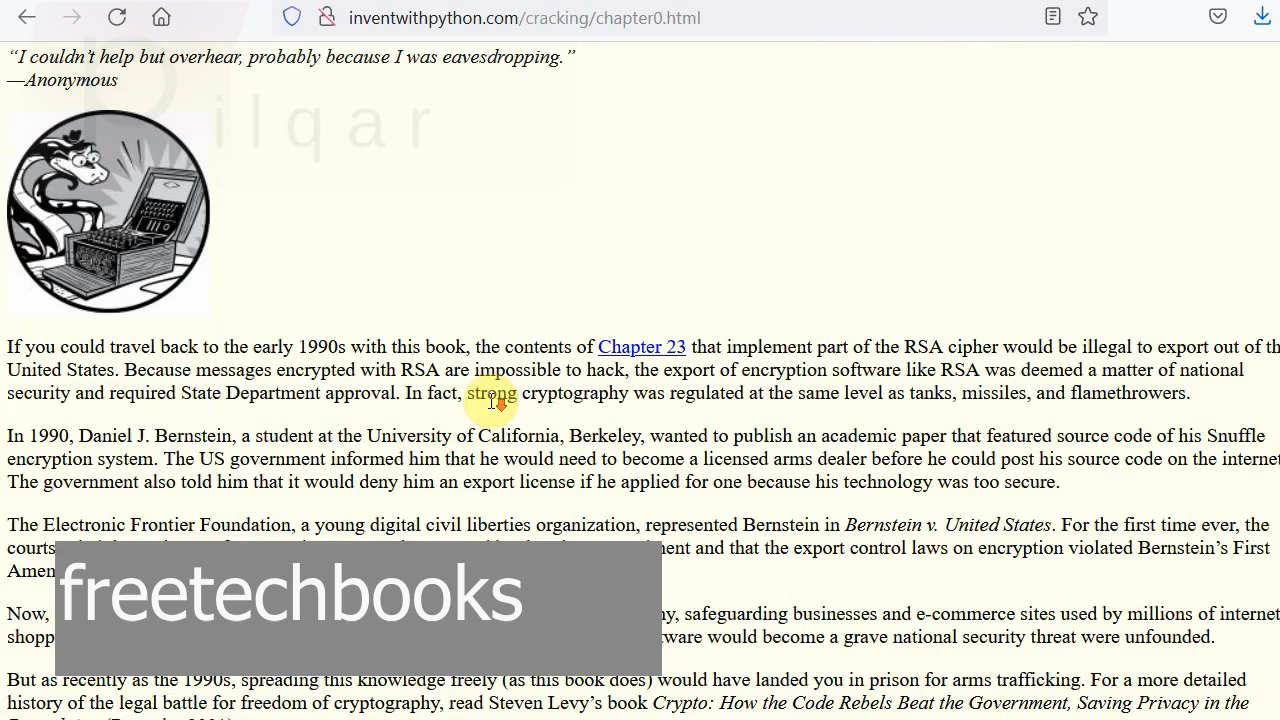 inventwithpython.com/cracking/chapter0.html
“I couldn’t help but overhear, probably because I was eavesdropping.”
—Anonymous
ilqar
If you could travel back to the early 1990s with this book, the contents of Chapter 23 that implement part of the RSA cipher would be illegal to export out of th
United States. Because messages encrypted with RSA are impossible to hack, the export of encryption software like RSA was deemed a matter of national
security and required State Department approval. In fact, strong cryptography was regulated at the same level as tanks, missiles, and flamethrowers.
In 1990, Daniel J. Bernstein, a student at the University of California, Berkeley, wanted to publish an academic paper that featured source code of his Snuffle
encryption system. The US government informed him that he would need to become a licensed arms dealer before he could post his source code on the internet
The government also told him that it would deny him an export license if he applied for one because his technology was too secure.
The Electronic Frontier Foundation, a young digital civil liberties organization, represented Bernstein in Bernstein v. United States. For the first time ever, the
courts ment and that the export control laws on encryption violated Bernstein’s First
Amen
freetechbooks
Now, hy, safeguarding businesses and e-commerce sites used by millions of internet
shopp tware would become a grave national security threat were unfounded.
But as recently as the 1990s, spreading this knowledge freely (as this book does) would have landed you in prison for arms trafficking. For a more detailed
history of the legal battle for freedom of cryptography, read Steven Levy’s book Crypto: How the Code Rebels Beat the Government, Saving Privacy in the